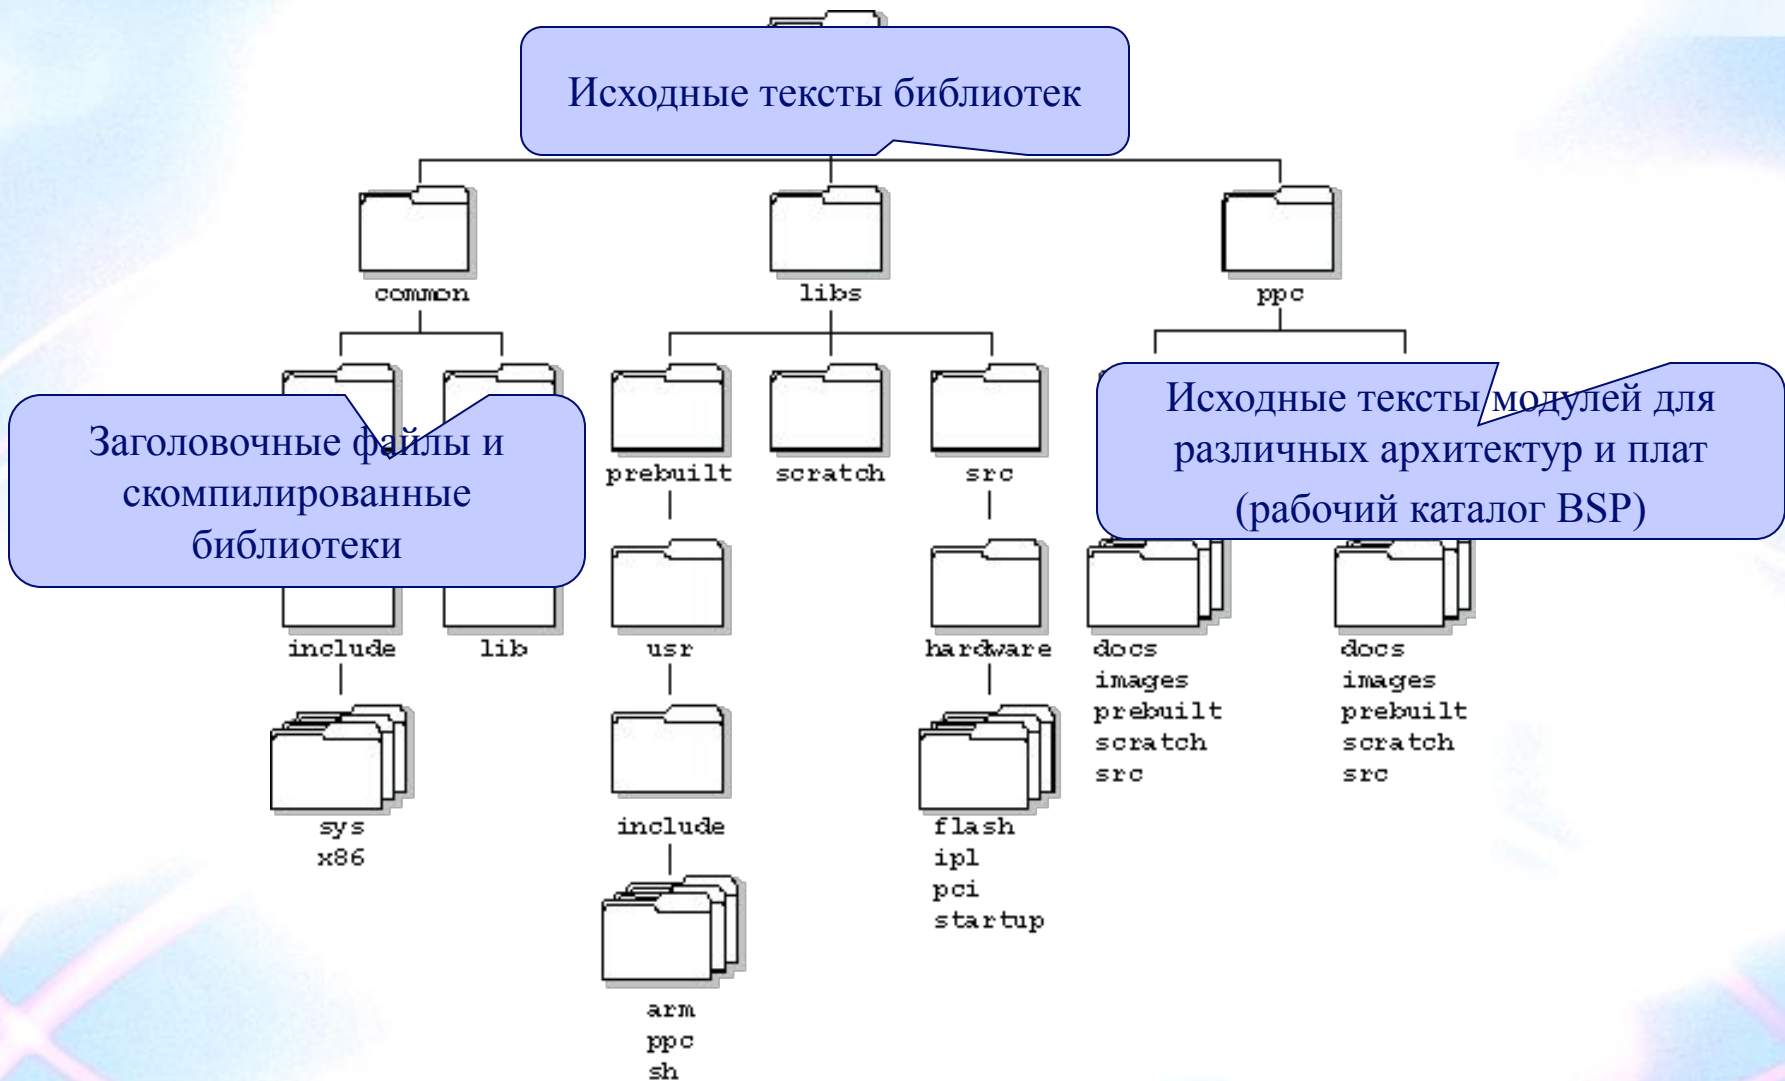 Исходные тексты библиотек
common
libs
ppc
Заголовочные файлы и
скомпилированные
библиотеки
prebuilt
scratch
src
Исходные тексты модулей для
различных архитектур и плат
(рабочий каталог BSP)
include
lib
usr
hardware
docs
images
prebuilt
scratch
src
docs
images
prebuilt
scratch
src
sys
x86
include
flash
ipl
pci
startup
arm
ppc
sh